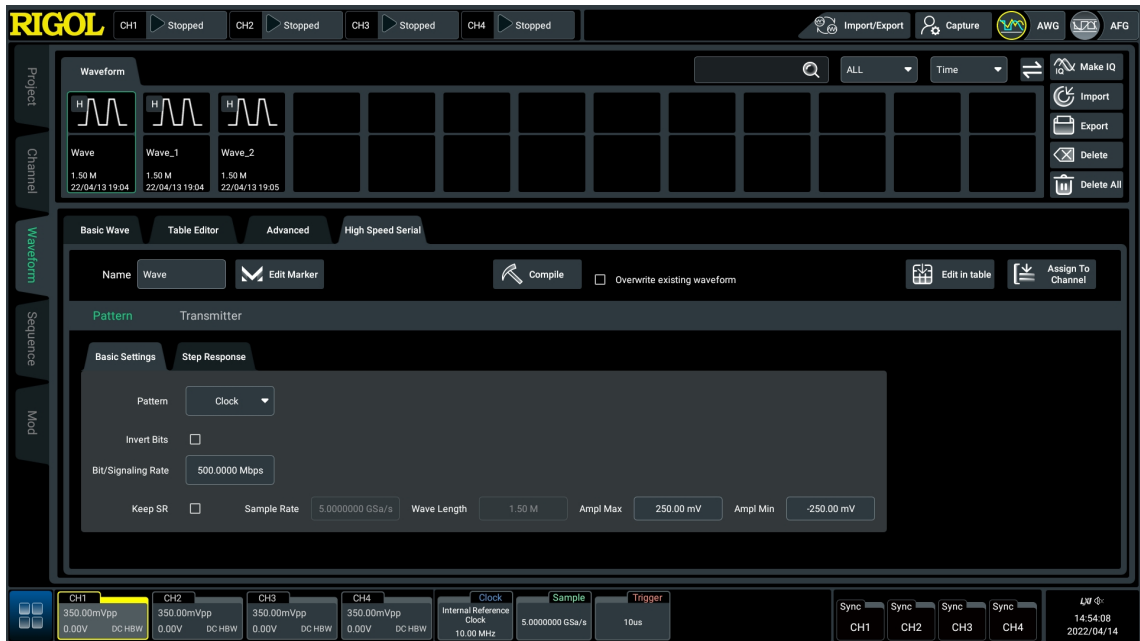 RIGOL CH1 Stopped CH2 Stopped CH3 Stopped CH4 Stopped Import/Export Capture AWG AFG
Project
Channel
Waveform
Sequence
Mod
Waveform ALL Time IQ Make IQ
Import
Export
Delete
Delete All
H H H
Wave Wave_1 Wave_2
1.50 M 1.50 M 1.50 M
22/04/13 19:04 22/04/13 19:04 22/04/13 19:05
Basic Wave Table Editor Advanced High Speed Serial
Name Wave Edit Marker Compile Overwrite existing waveform Edit in table Assign To Channel
Pattern Transmitter
Basic Settings Step Response
Pattern Clock
Invert Bits
Bit/Signaling Rate 500.0000 Mbps
Keep SR Sample Rate 5.0000000 GSa/s Wave Length 1.50 M Ampl Max 250.00 mV Ampl Min -250.00 mV
CH1
350.00mVpp
0.00V DC HBW
CH2
350.00mVpp
0.00V DC HBW
CH3
350.00mVpp
0.00V DC HBW
CH4
350.00mVpp
0.00V DC HBW
Clock
Internal Reference
Clock
10.00 MHz
Sample
5.0000000 GSa/s
Trigger
10us
Sync
CH1
Sync
CH2
Sync
CH3
Sync
CH4
LXI
14:54:08
2022/04/14